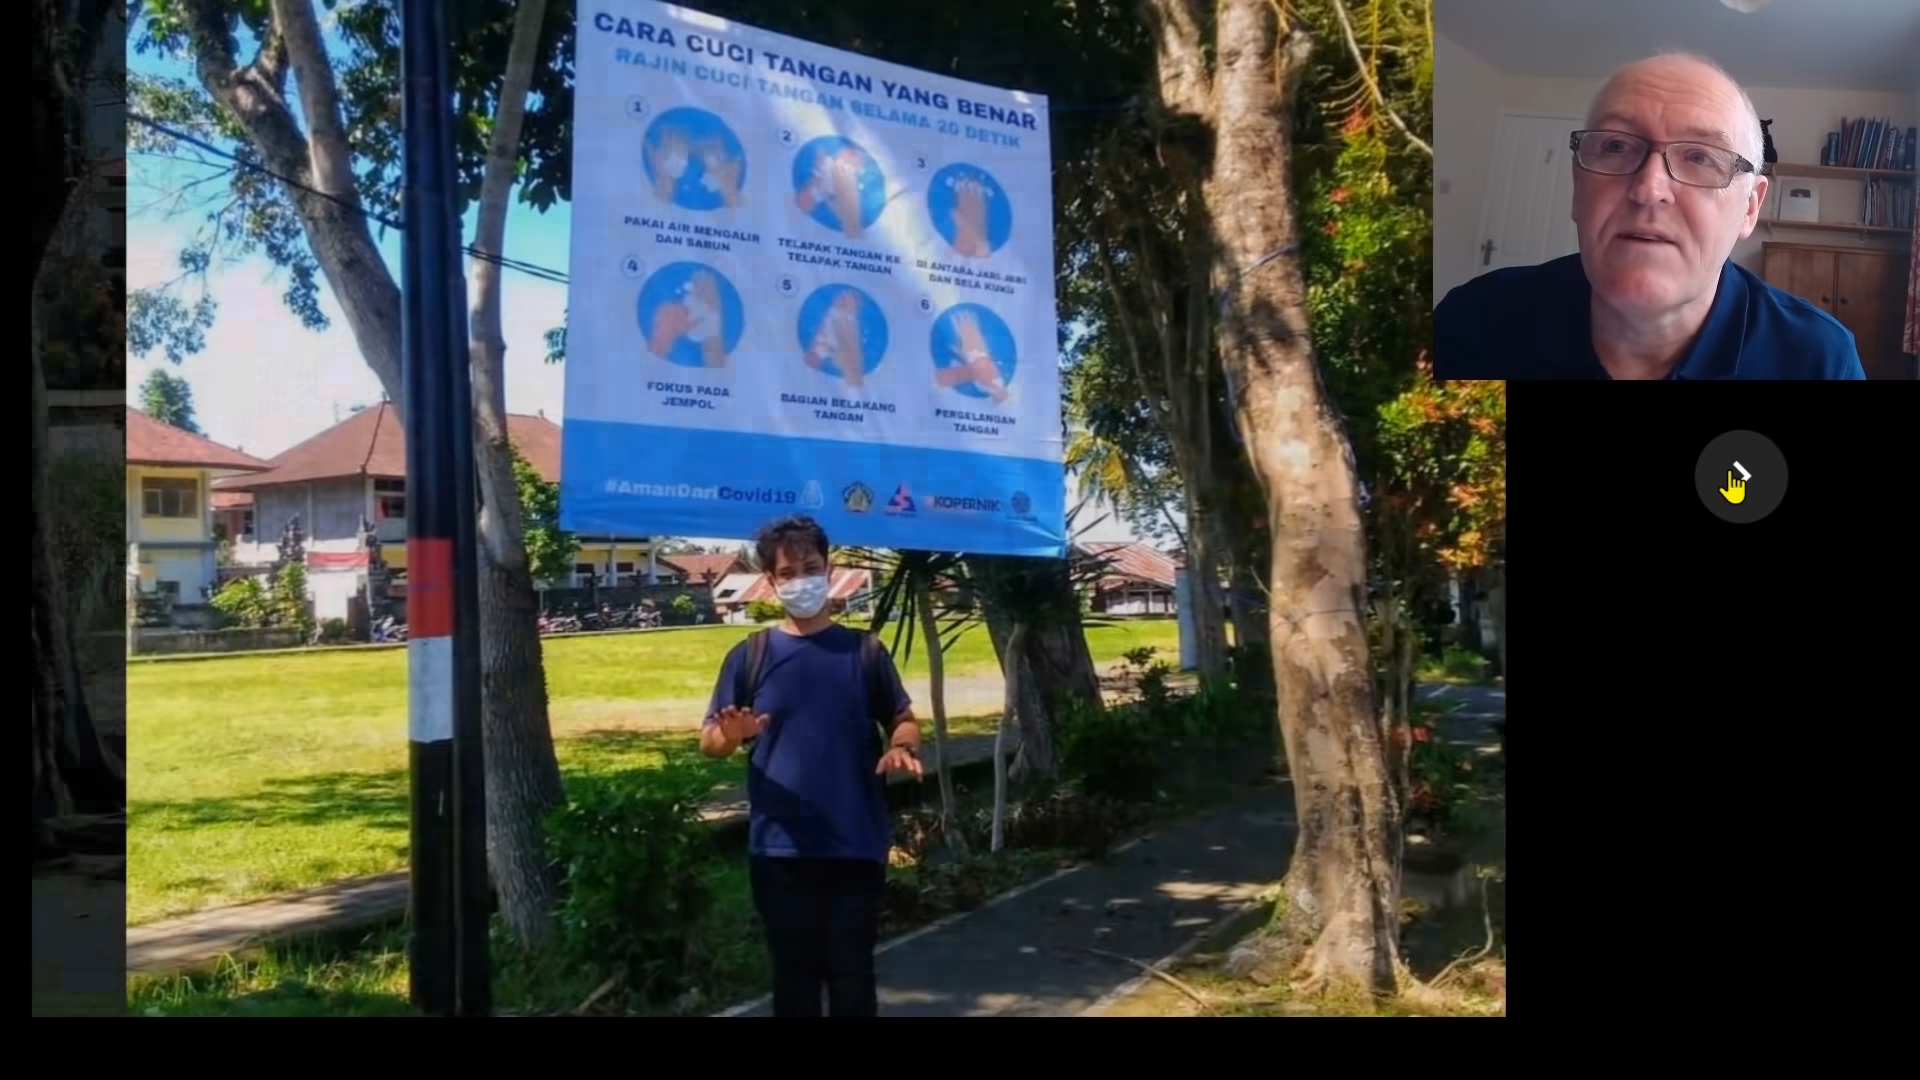 CARA CUCI TANGAN YANG BENAR
RAJIN CUCI TANGAN SELAMA 20 DETIK
1
PAKAI AIR MENGALIR
DAN SABUN
2
TELAPAK TANGAN KE
TELAPAK TANGAN
3
DI ANTARA JARI-JARI
DAN SELA KUKU
4
FOKUS PADA
JEMPOL
5
BAGIAN BELAKANG
TANGAN
6
PERGELANGAN
TANGAN
#AmanDariCovid19
KOPERNIK